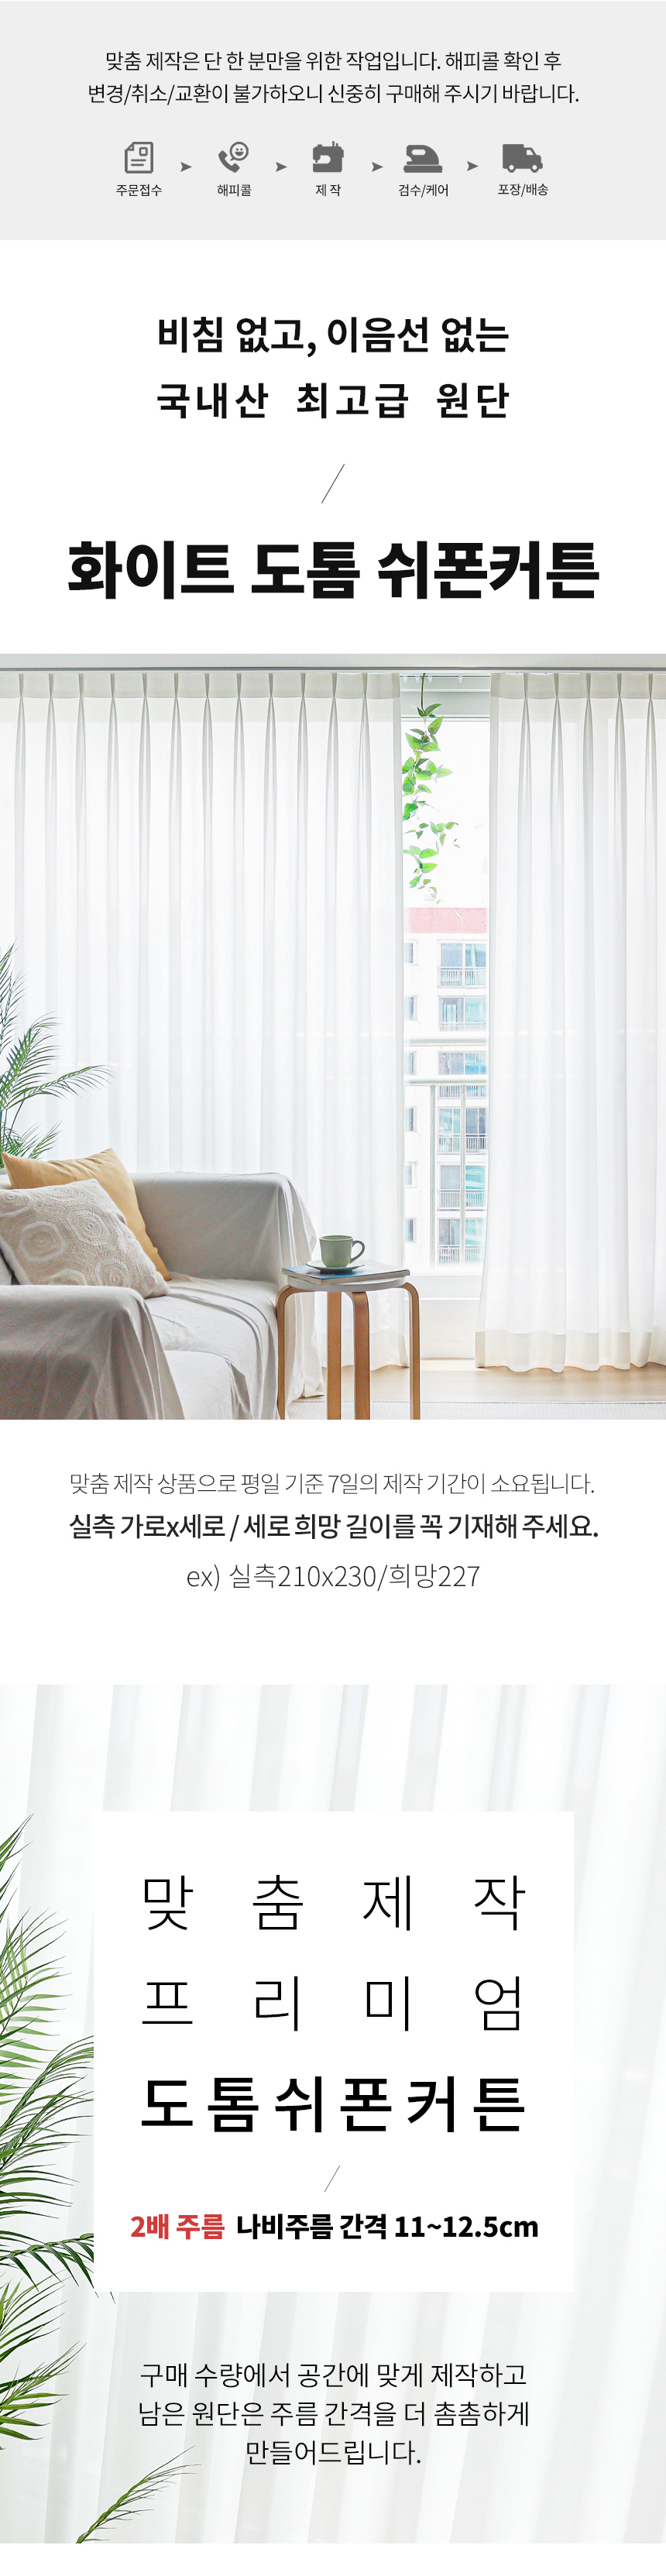 맞춤 제작은 단 한 분만을 위한 작업입니다. 해피콜 확인 후
변경/취소/교환이 불가하오니 신중히 구매해 주시기 바랍니다.
주문접수
해피콜
제 작
검수/케어
포장/배송
비침 없고, 이음선 없는
국내산 최고급 원단
화이트 도톰 쉬폰커튼
맞춤 제작 상품으로 평일 기준 7일의 제작 기간이 소요됩니다.
실측 가로x세로 / 세로 희망 길이를 꼭 기재해 주세요.
ex) 실측210x230/희망227
맞춤제작
프리미엄
도톰쉬폰커튼
2배 주름 나비주름 간격 11~12.5cm
구매 수량에서 공간에 맞게 제작하고
남은 원단은 주름 간격을 더 촘촘하게
만들어드립니다.